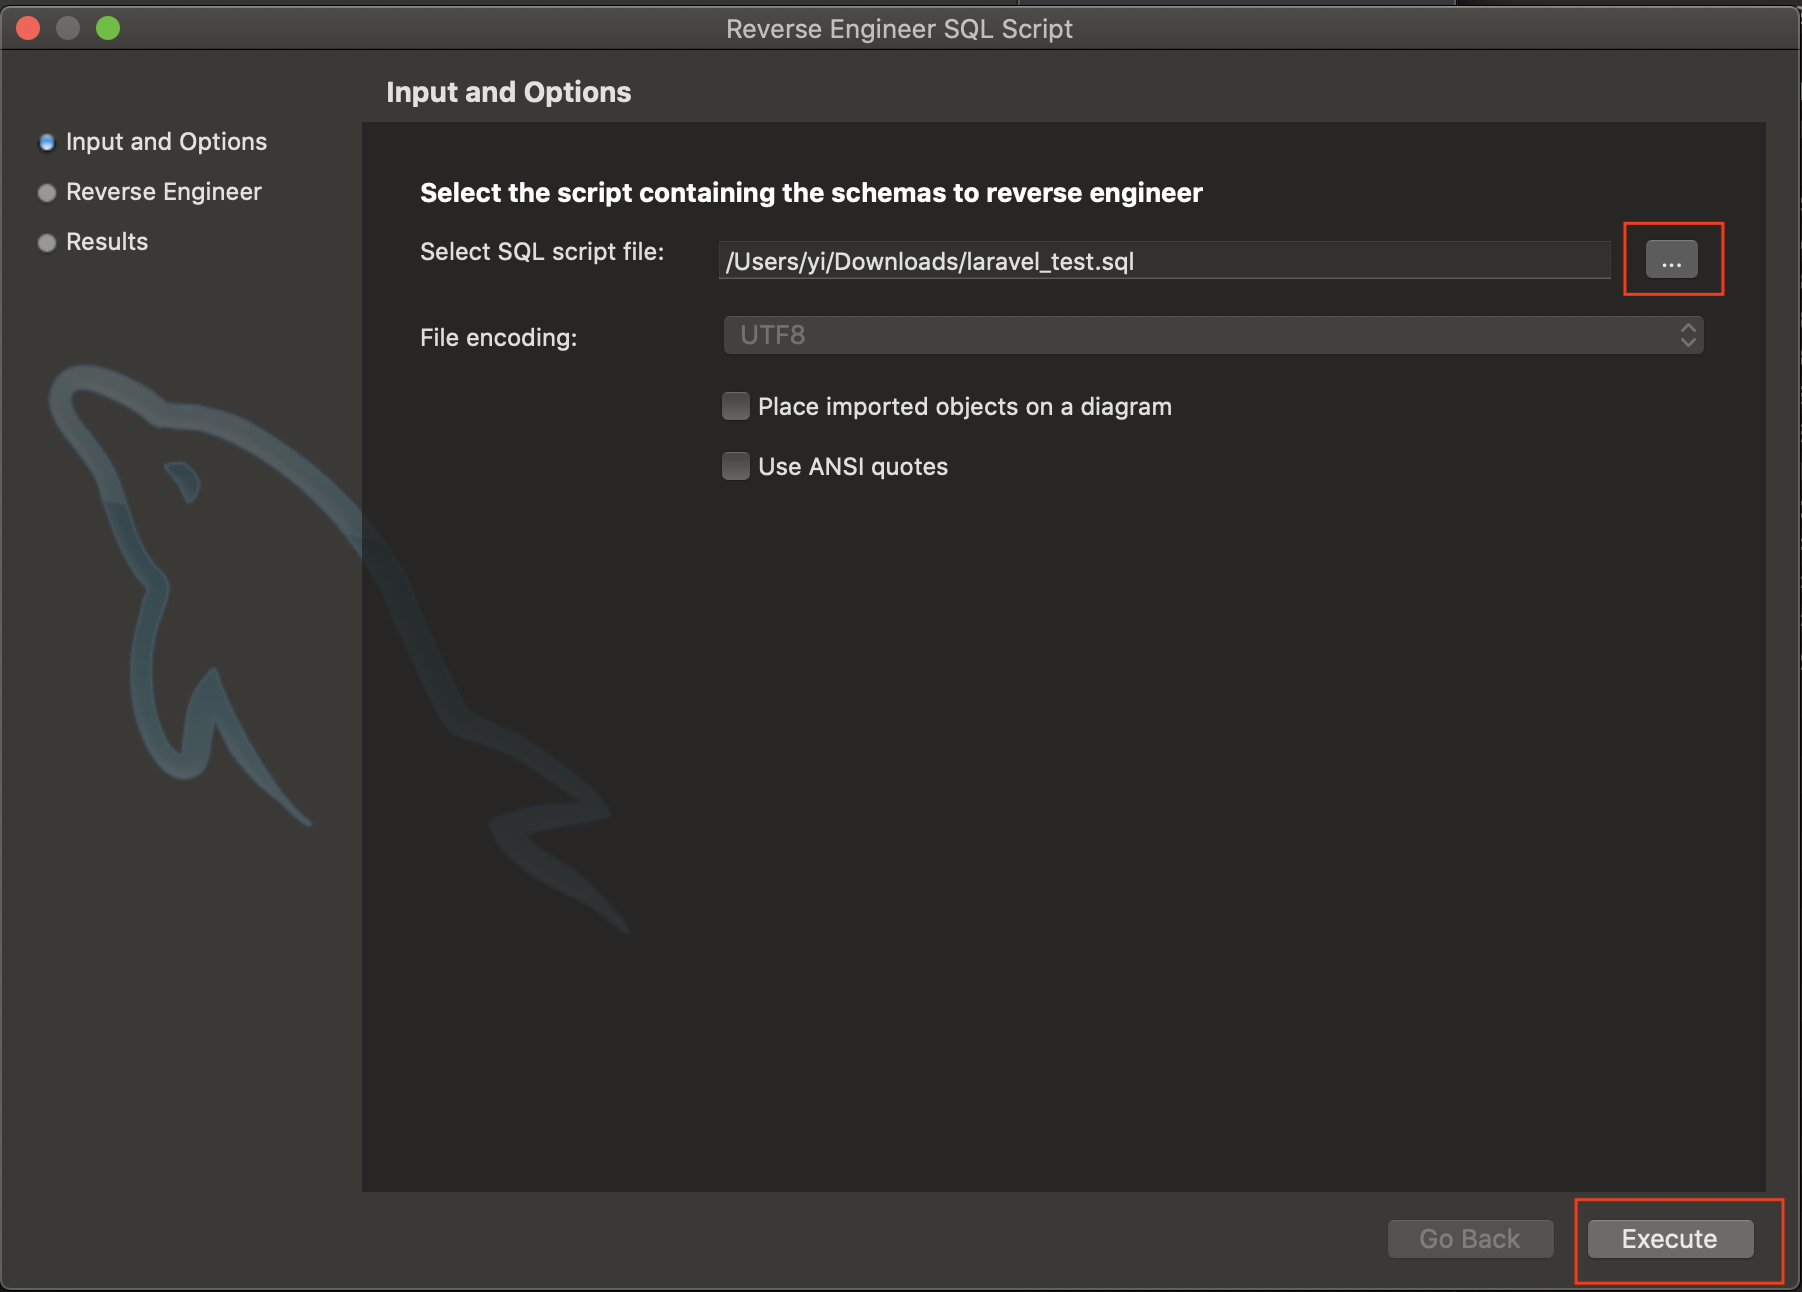 Reverse Engineer SQL Script
Input and Options
Input and Options
Reverse Engineer
Results
Select the script containing the schemas to reverse engineer
Select SQL script file:
/Users/yi/Downloads/laravel_test.sql
...
File encoding:
UTF8
Place imported objects on a diagram
Use ANSI quotes
Go Back
Execute